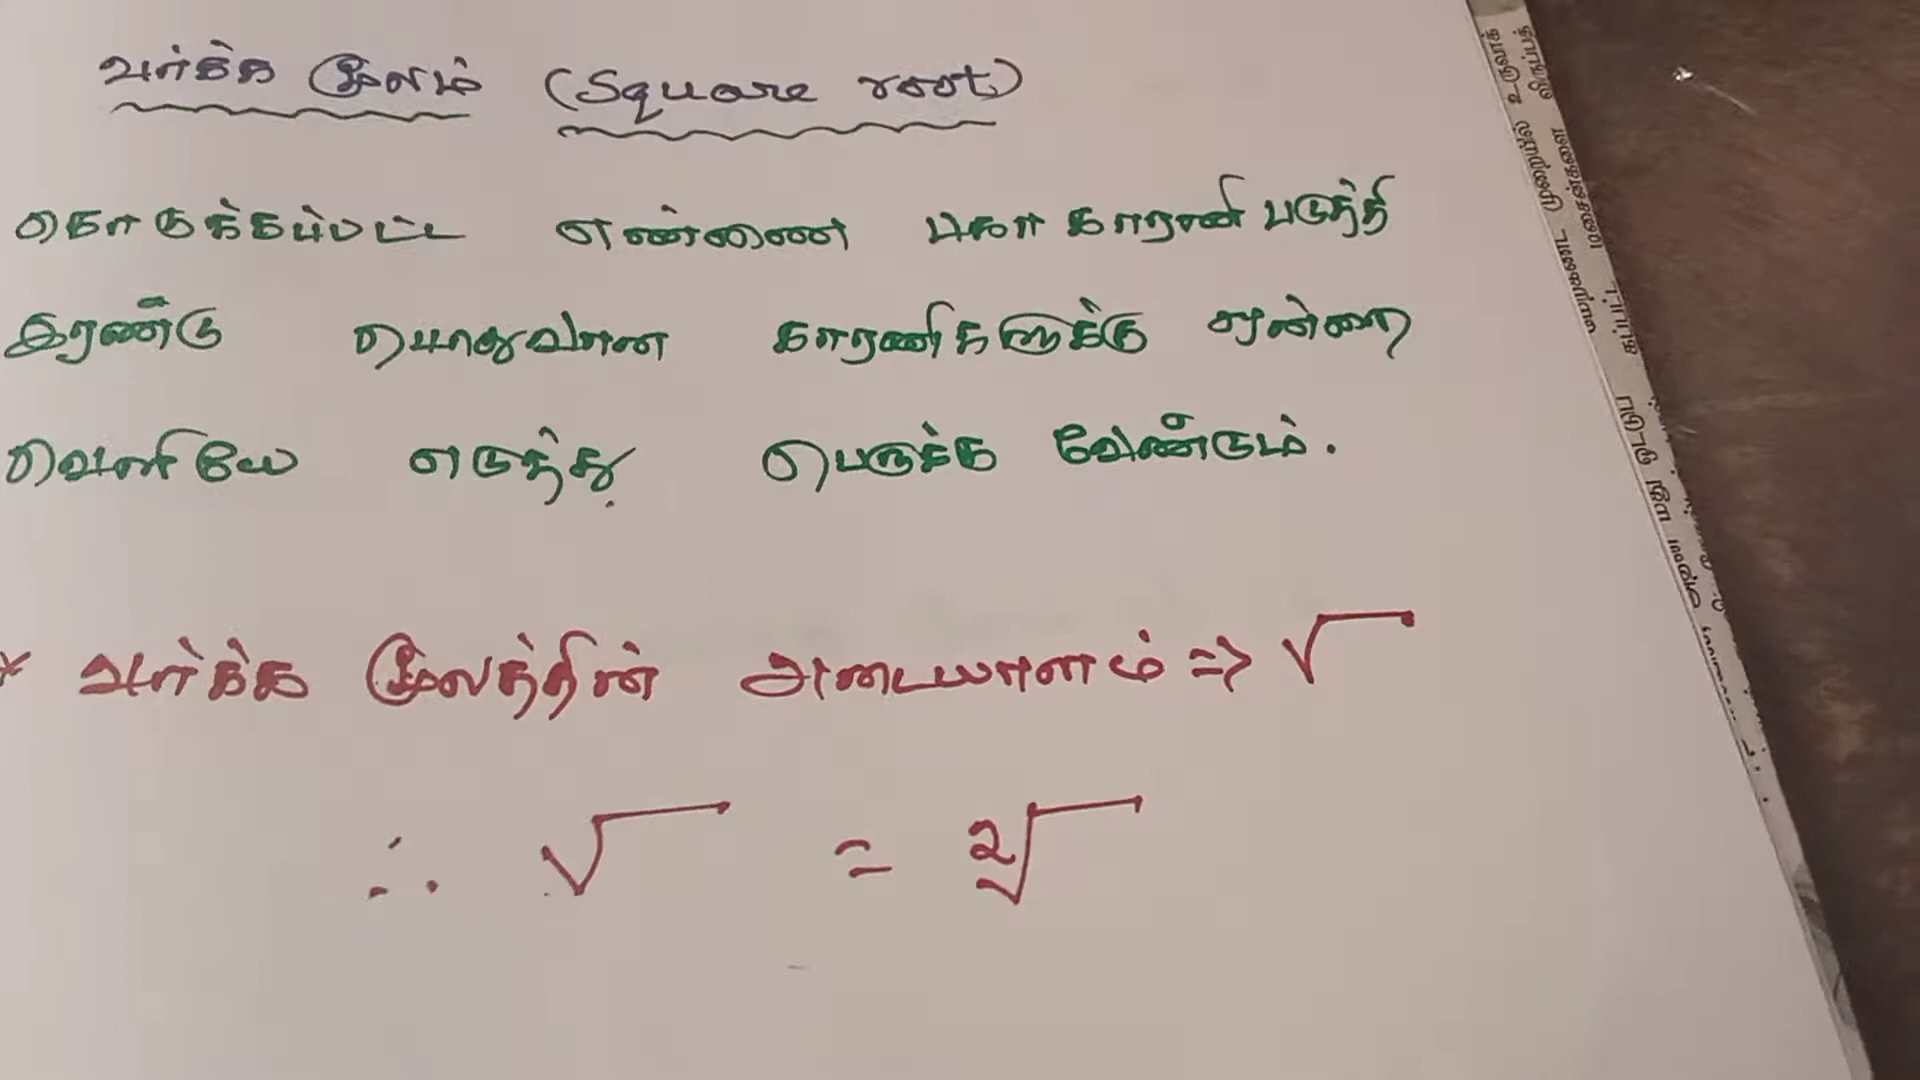 வர்க்க மூலம் (Square root)
கொடுக்கப்பட்ட எண்ணை பகா காரணி படுத்தி
இரண்டு பொதுவான காரணிகளுக்கு ஒன்றை
வெளியே எடுத்து பெருக்க வேண்டும்.
* வர்க்க மூலத்தின் அடையாளம் => √
∴ √ = ²√